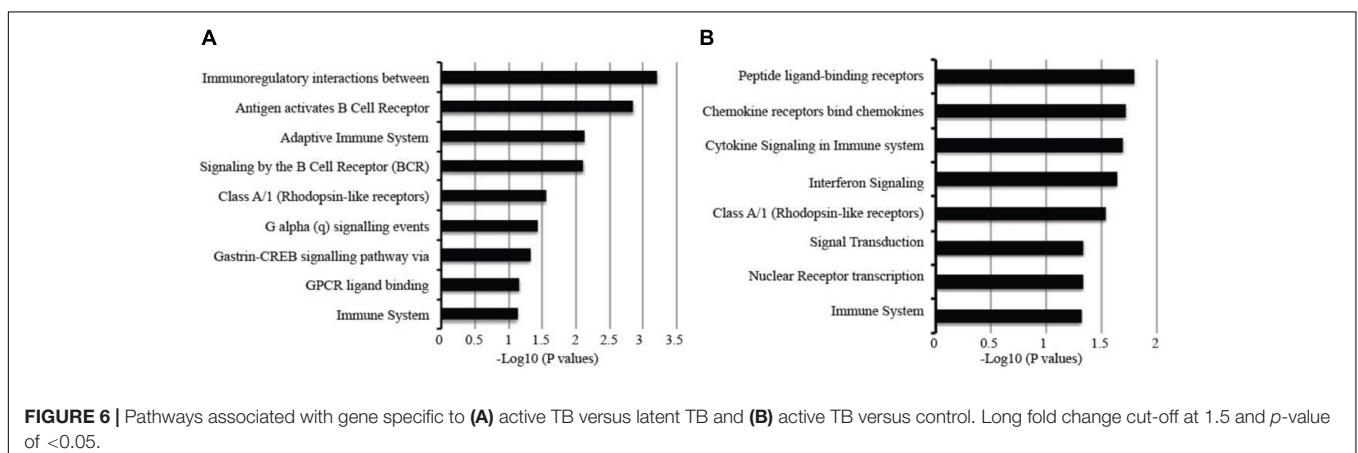 A
Immunoregulatory interactions between
Antigen activates B Cell Receptor
Adaptive Immune System
Signaling by the B Cell Receptor (BCR)
Class A/1 (Rhodopsin-like receptors)
G alpha (q) signalling events
Gastrin-CREB signalling pathway via
GPCR ligand binding
Immune System
0 0.5 1 1.5 2 2.5 3 3.5
-Log10 (P values)
B
Peptide ligand-binding receptors
Chemokine receptors bind chemokines
Cytokine Signaling in Immune system
Interferon Signaling
Class A/1 (Rhodopsin-like receptors)
Signal Transduction
Nuclear Receptor transcription
Immune System
0 0.5 1 1.5 2
-Log10 (P values)
FIGURE 6 | Pathways associated with gene specific to (A) active TB versus latent TB and (B) active TB versus control. Long fold change cut-off at 1.5 and p-value
of <0.05.